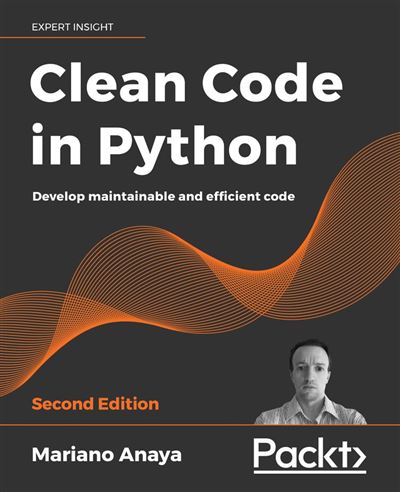 EXPERT INSIGHT
Clean Code
in Python
Develop maintainable and efficient code
Second Edition
Mariano Anaya
Packt>